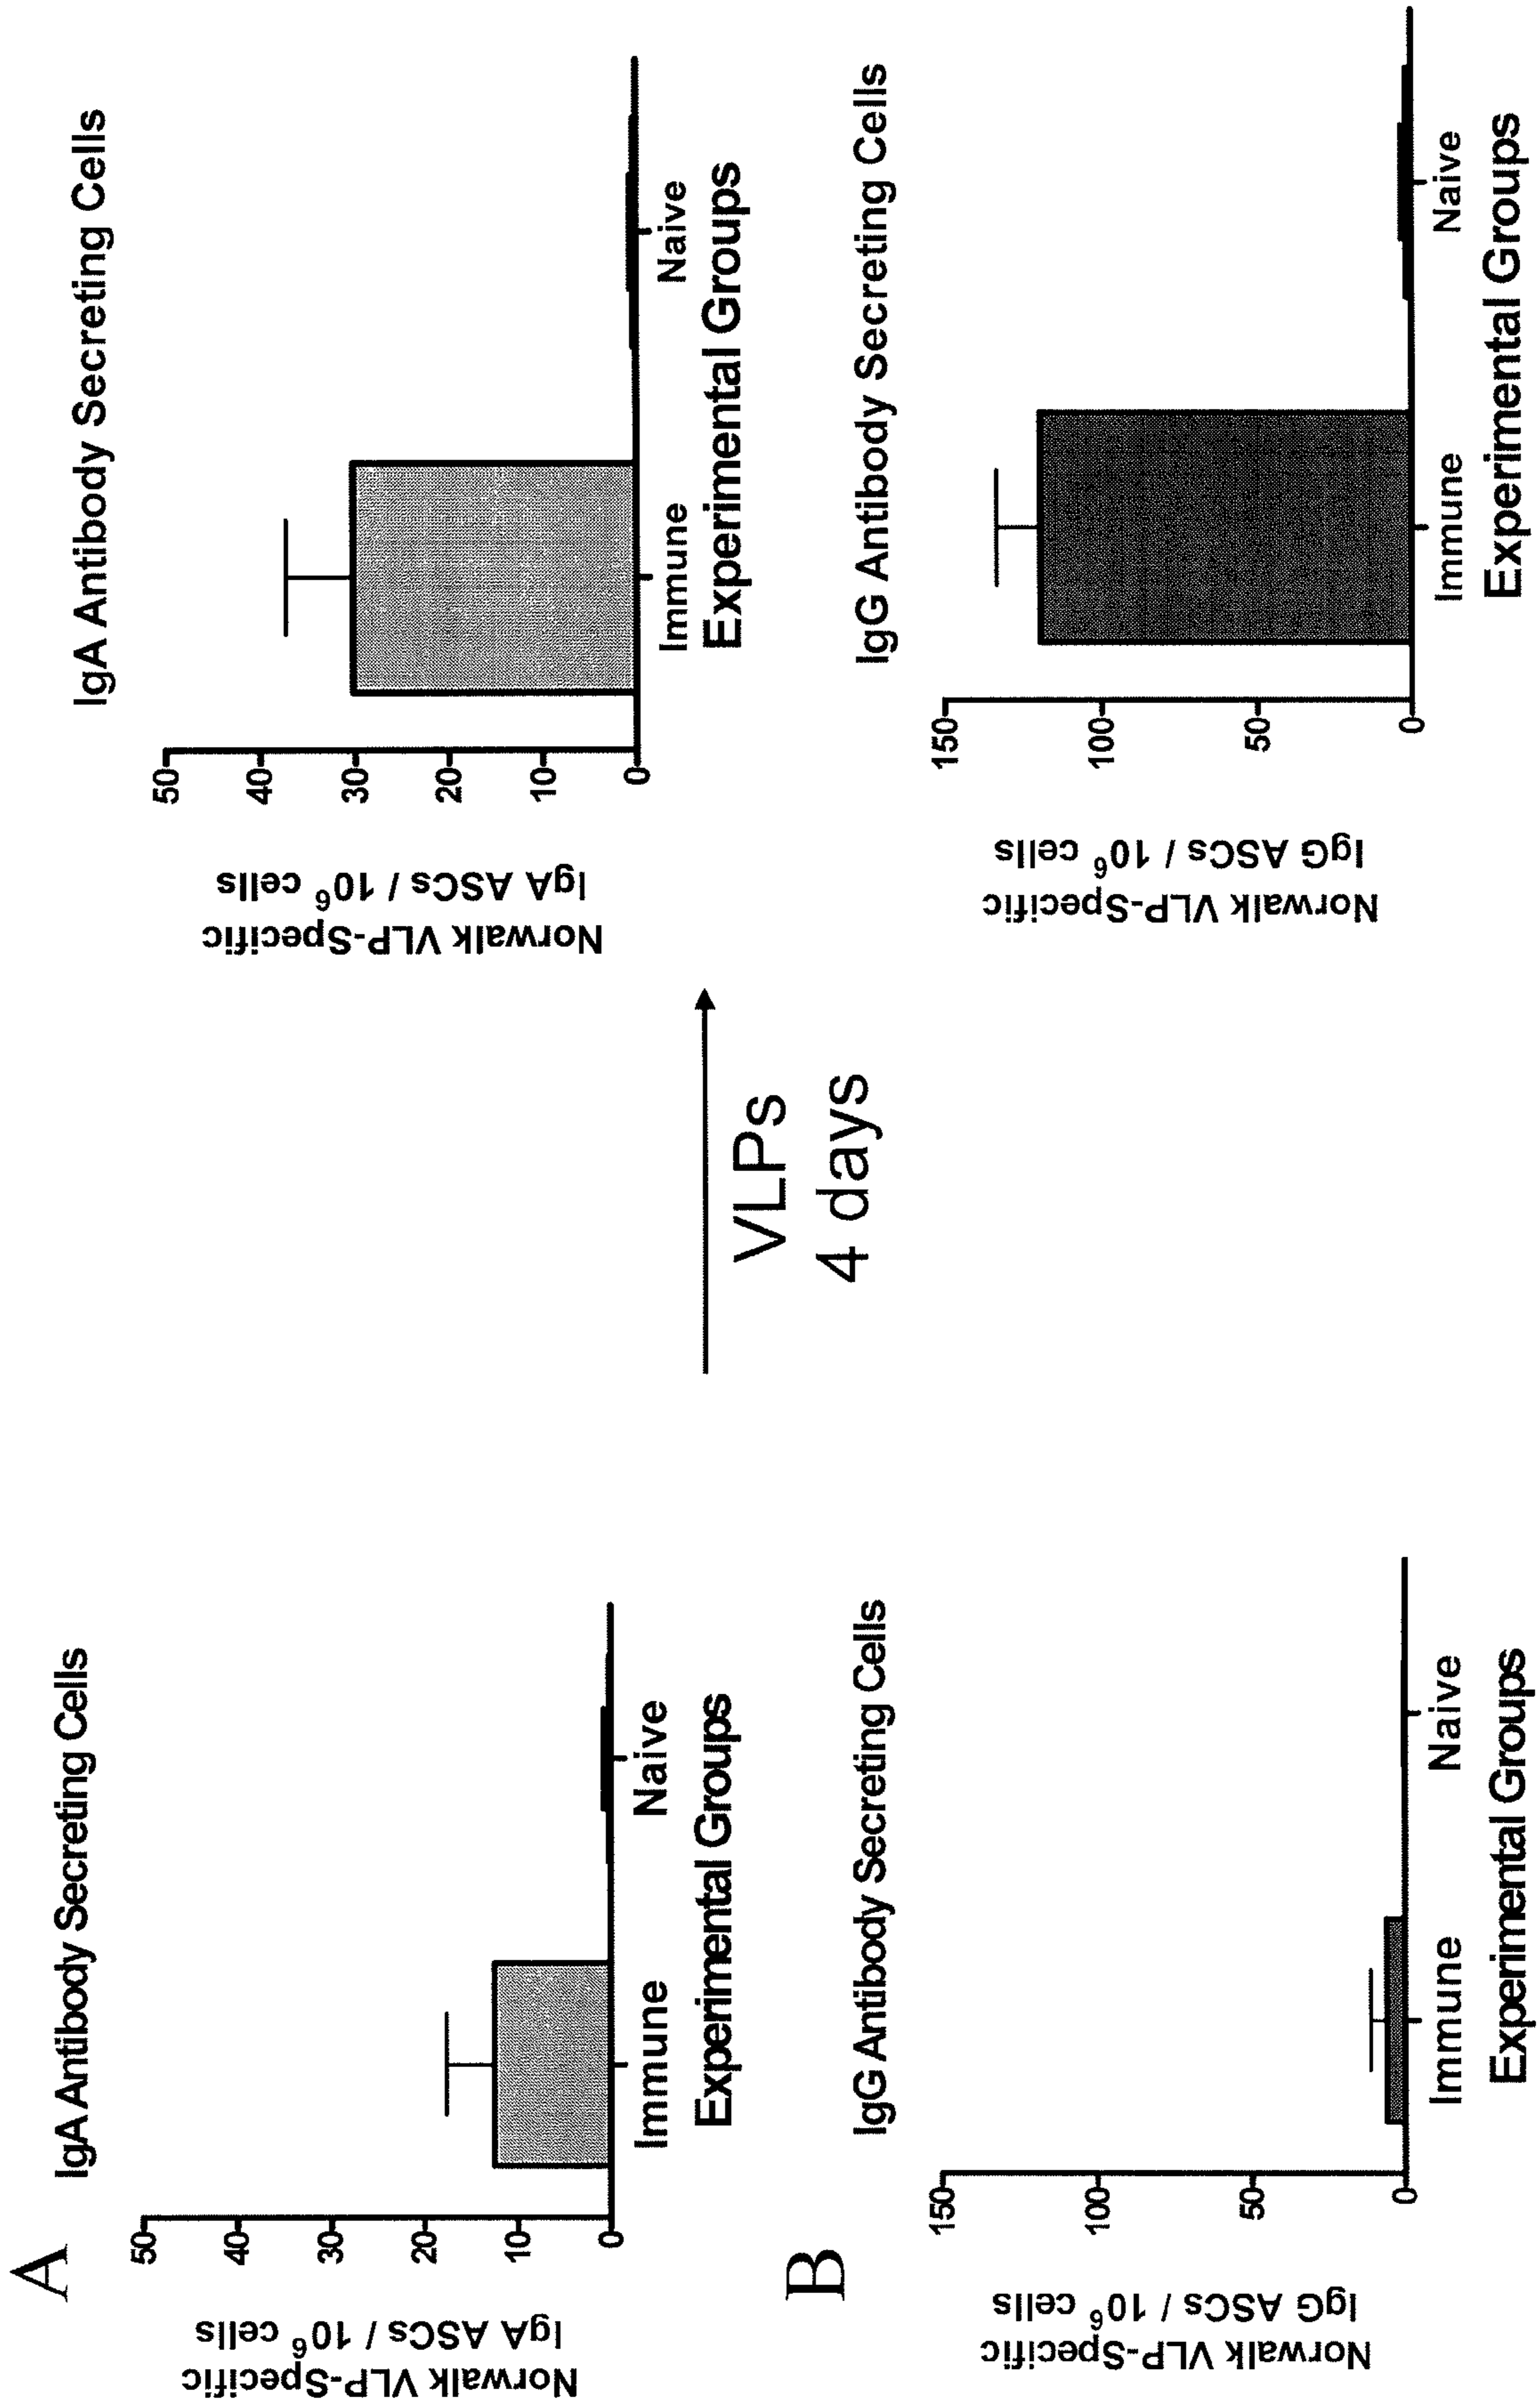 A
IgA Antibody Secreting Cells
Norwalk VLP-Specific
IgA ASCs / 10⁶ cells
50
40
30
20
10
0
Immune
Naive
Experimental Groups
VLPs
4 days
IgA Antibody Secreting Cells
Norwalk VLP-Specific
IgA ASCs / 10⁶ cells
50
40
30
20
10
0
Immune
Naive
Experimental Groups
B
IgG Antibody Secreting Cells
Norwalk VLP-Specific
IgG ASCs / 10⁶ cells
150
100
50
0
Immune
Naive
Experimental Groups
IgG Antibody Secreting Cells
Norwalk VLP-Specific
IgG ASCs / 10⁶ cells
150
100
50
0
Immune
Naive
Experimental Groups